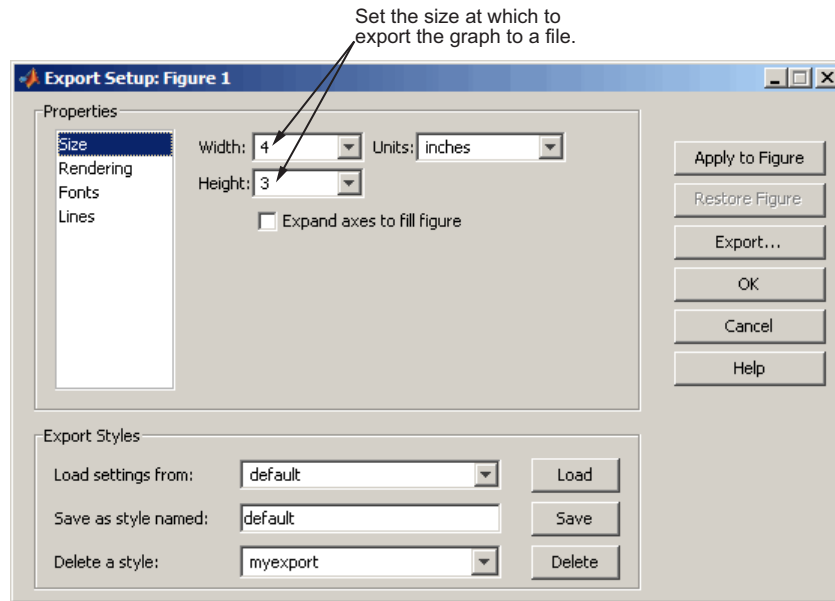 Set the size at which to
export the graph to a file.
Export Setup: Figure 1
Properties
Size
Rendering
Fonts
Lines
Width: 4 Units: inches
Height: 3
Expand axes to fill figure
Apply to Figure
Restore Figure
Export...
OK
Cancel
Help
Export Styles
Load settings from: default Load
Save as style named: default Save
Delete a style: myexport Delete